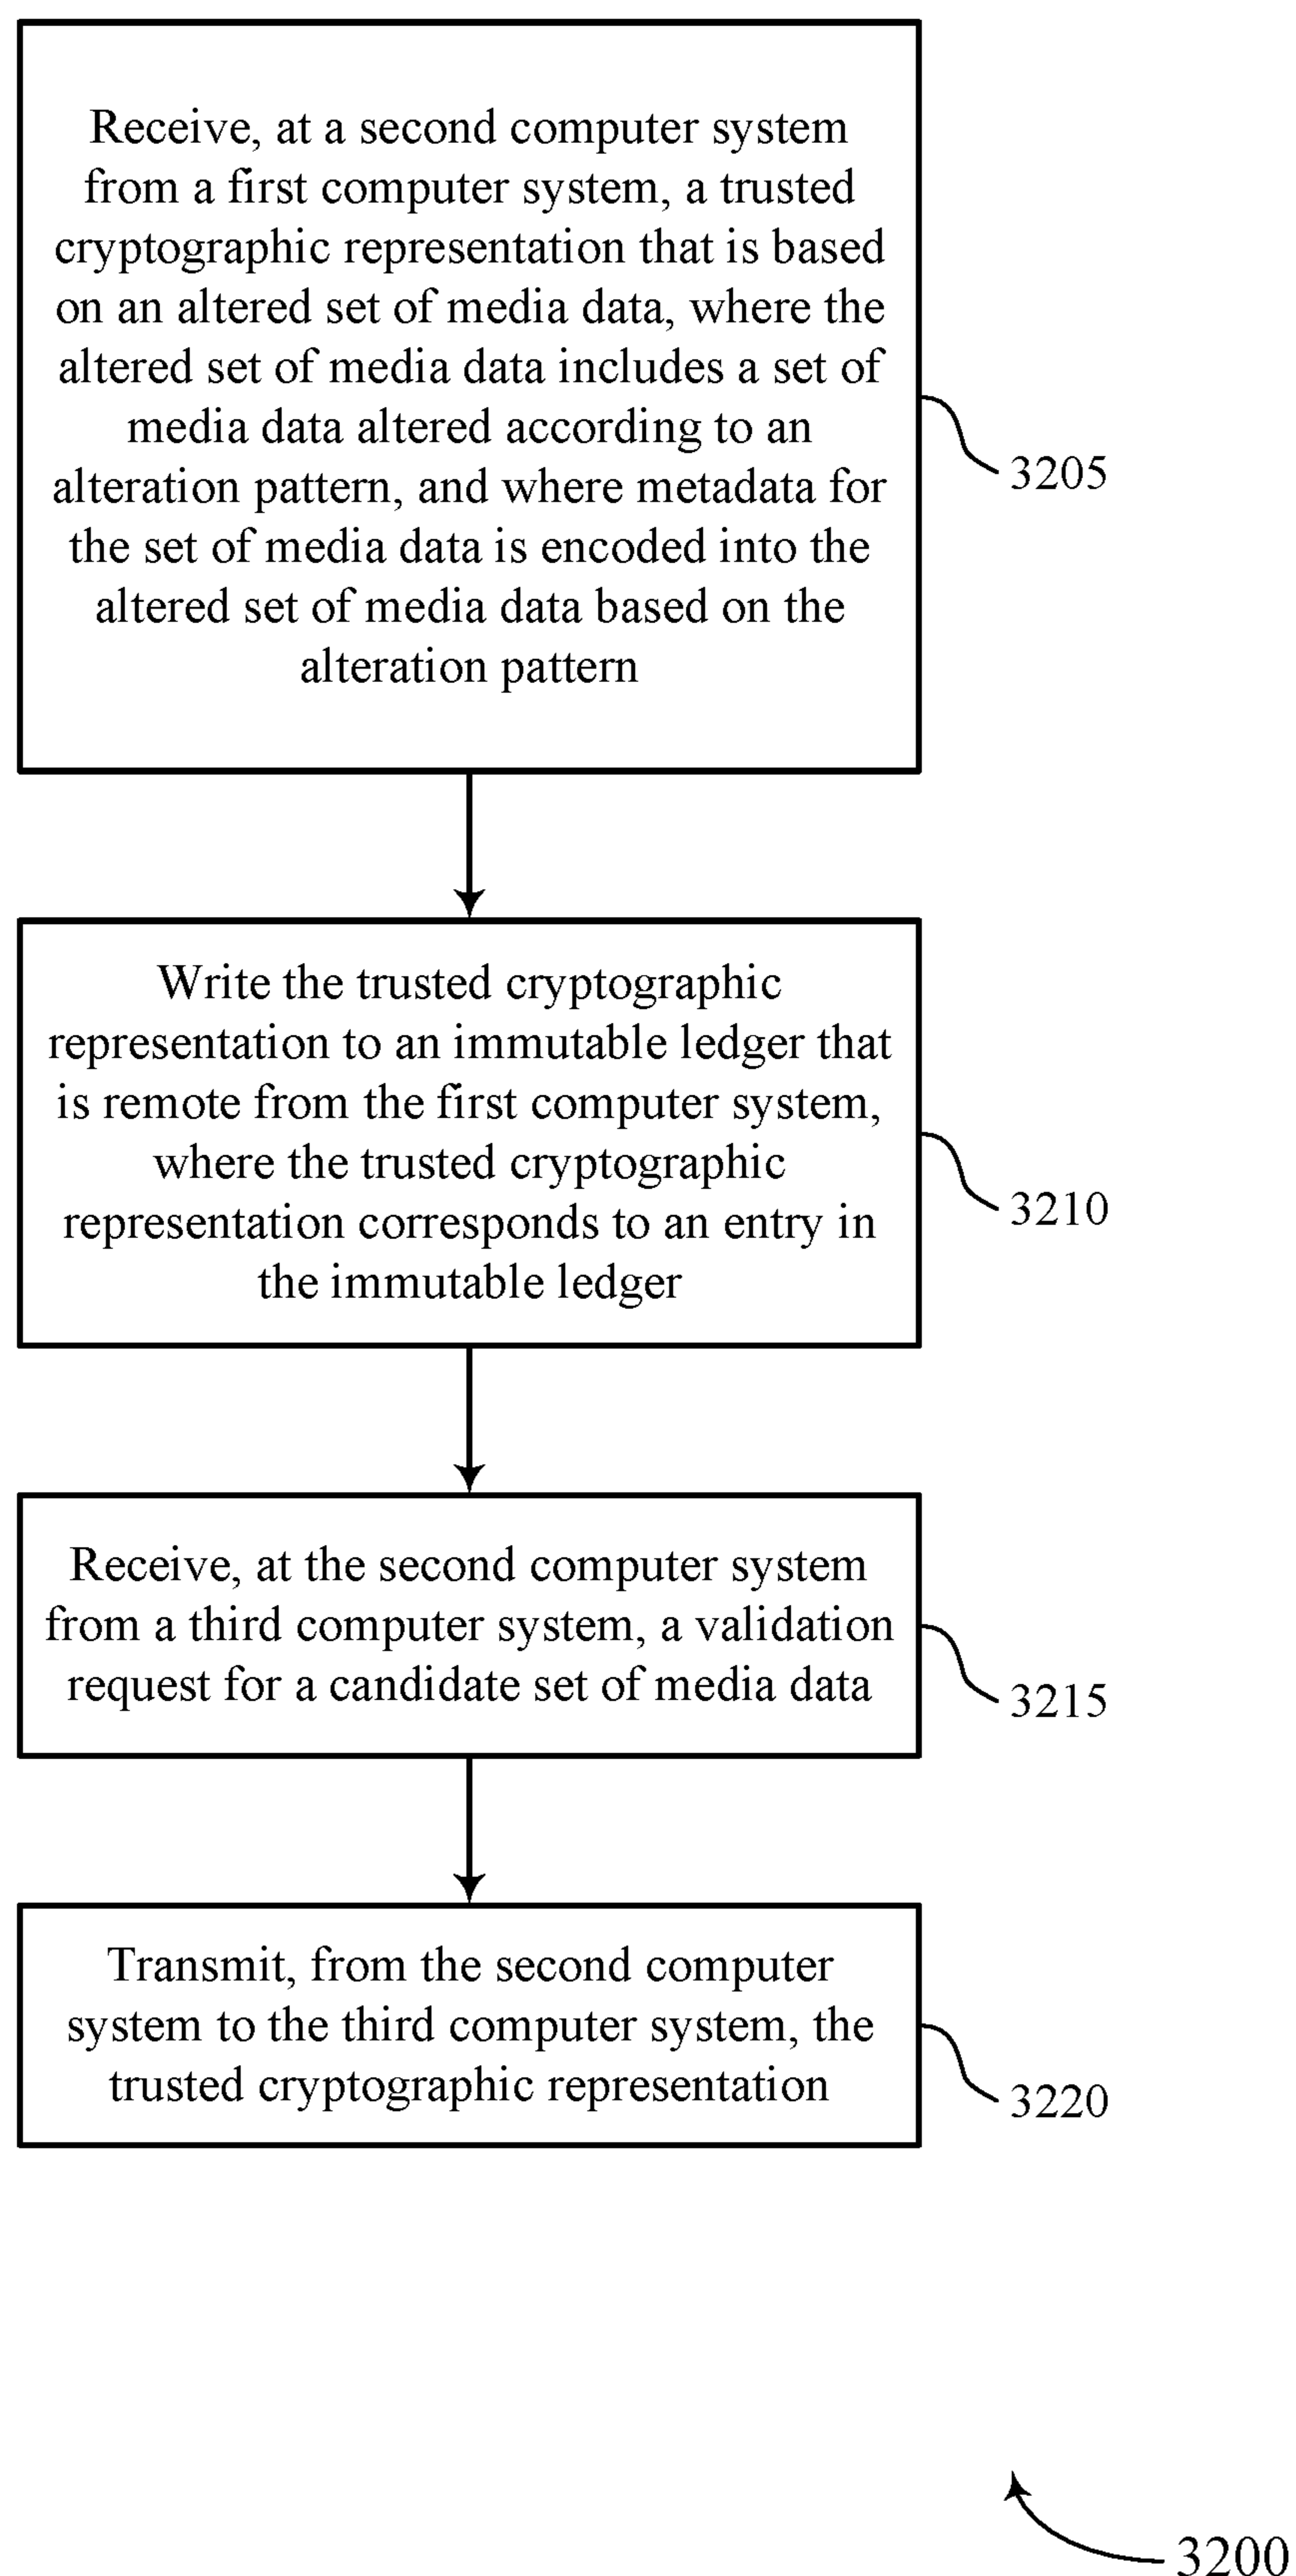 Receive, at a second computer system
from a first computer system, a trusted
cryptographic representation that is based
on an altered set of media data, where the
altered set of media data includes a set of
media data altered according to an
alteration pattern, and where metadata for
the set of media data is encoded into the
altered set of media data based on the
alteration pattern
3205
Write the trusted cryptographic
representation to an immutable ledger that
is remote from the first computer system,
where the trusted cryptographic
representation corresponds to an entry in
the immutable ledger
3210
Receive, at the second computer system
from a third computer system, a validation
request for a candidate set of media data
3215
Transmit, from the second computer
system to the third computer system, the
trusted cryptographic representation
3220
3200